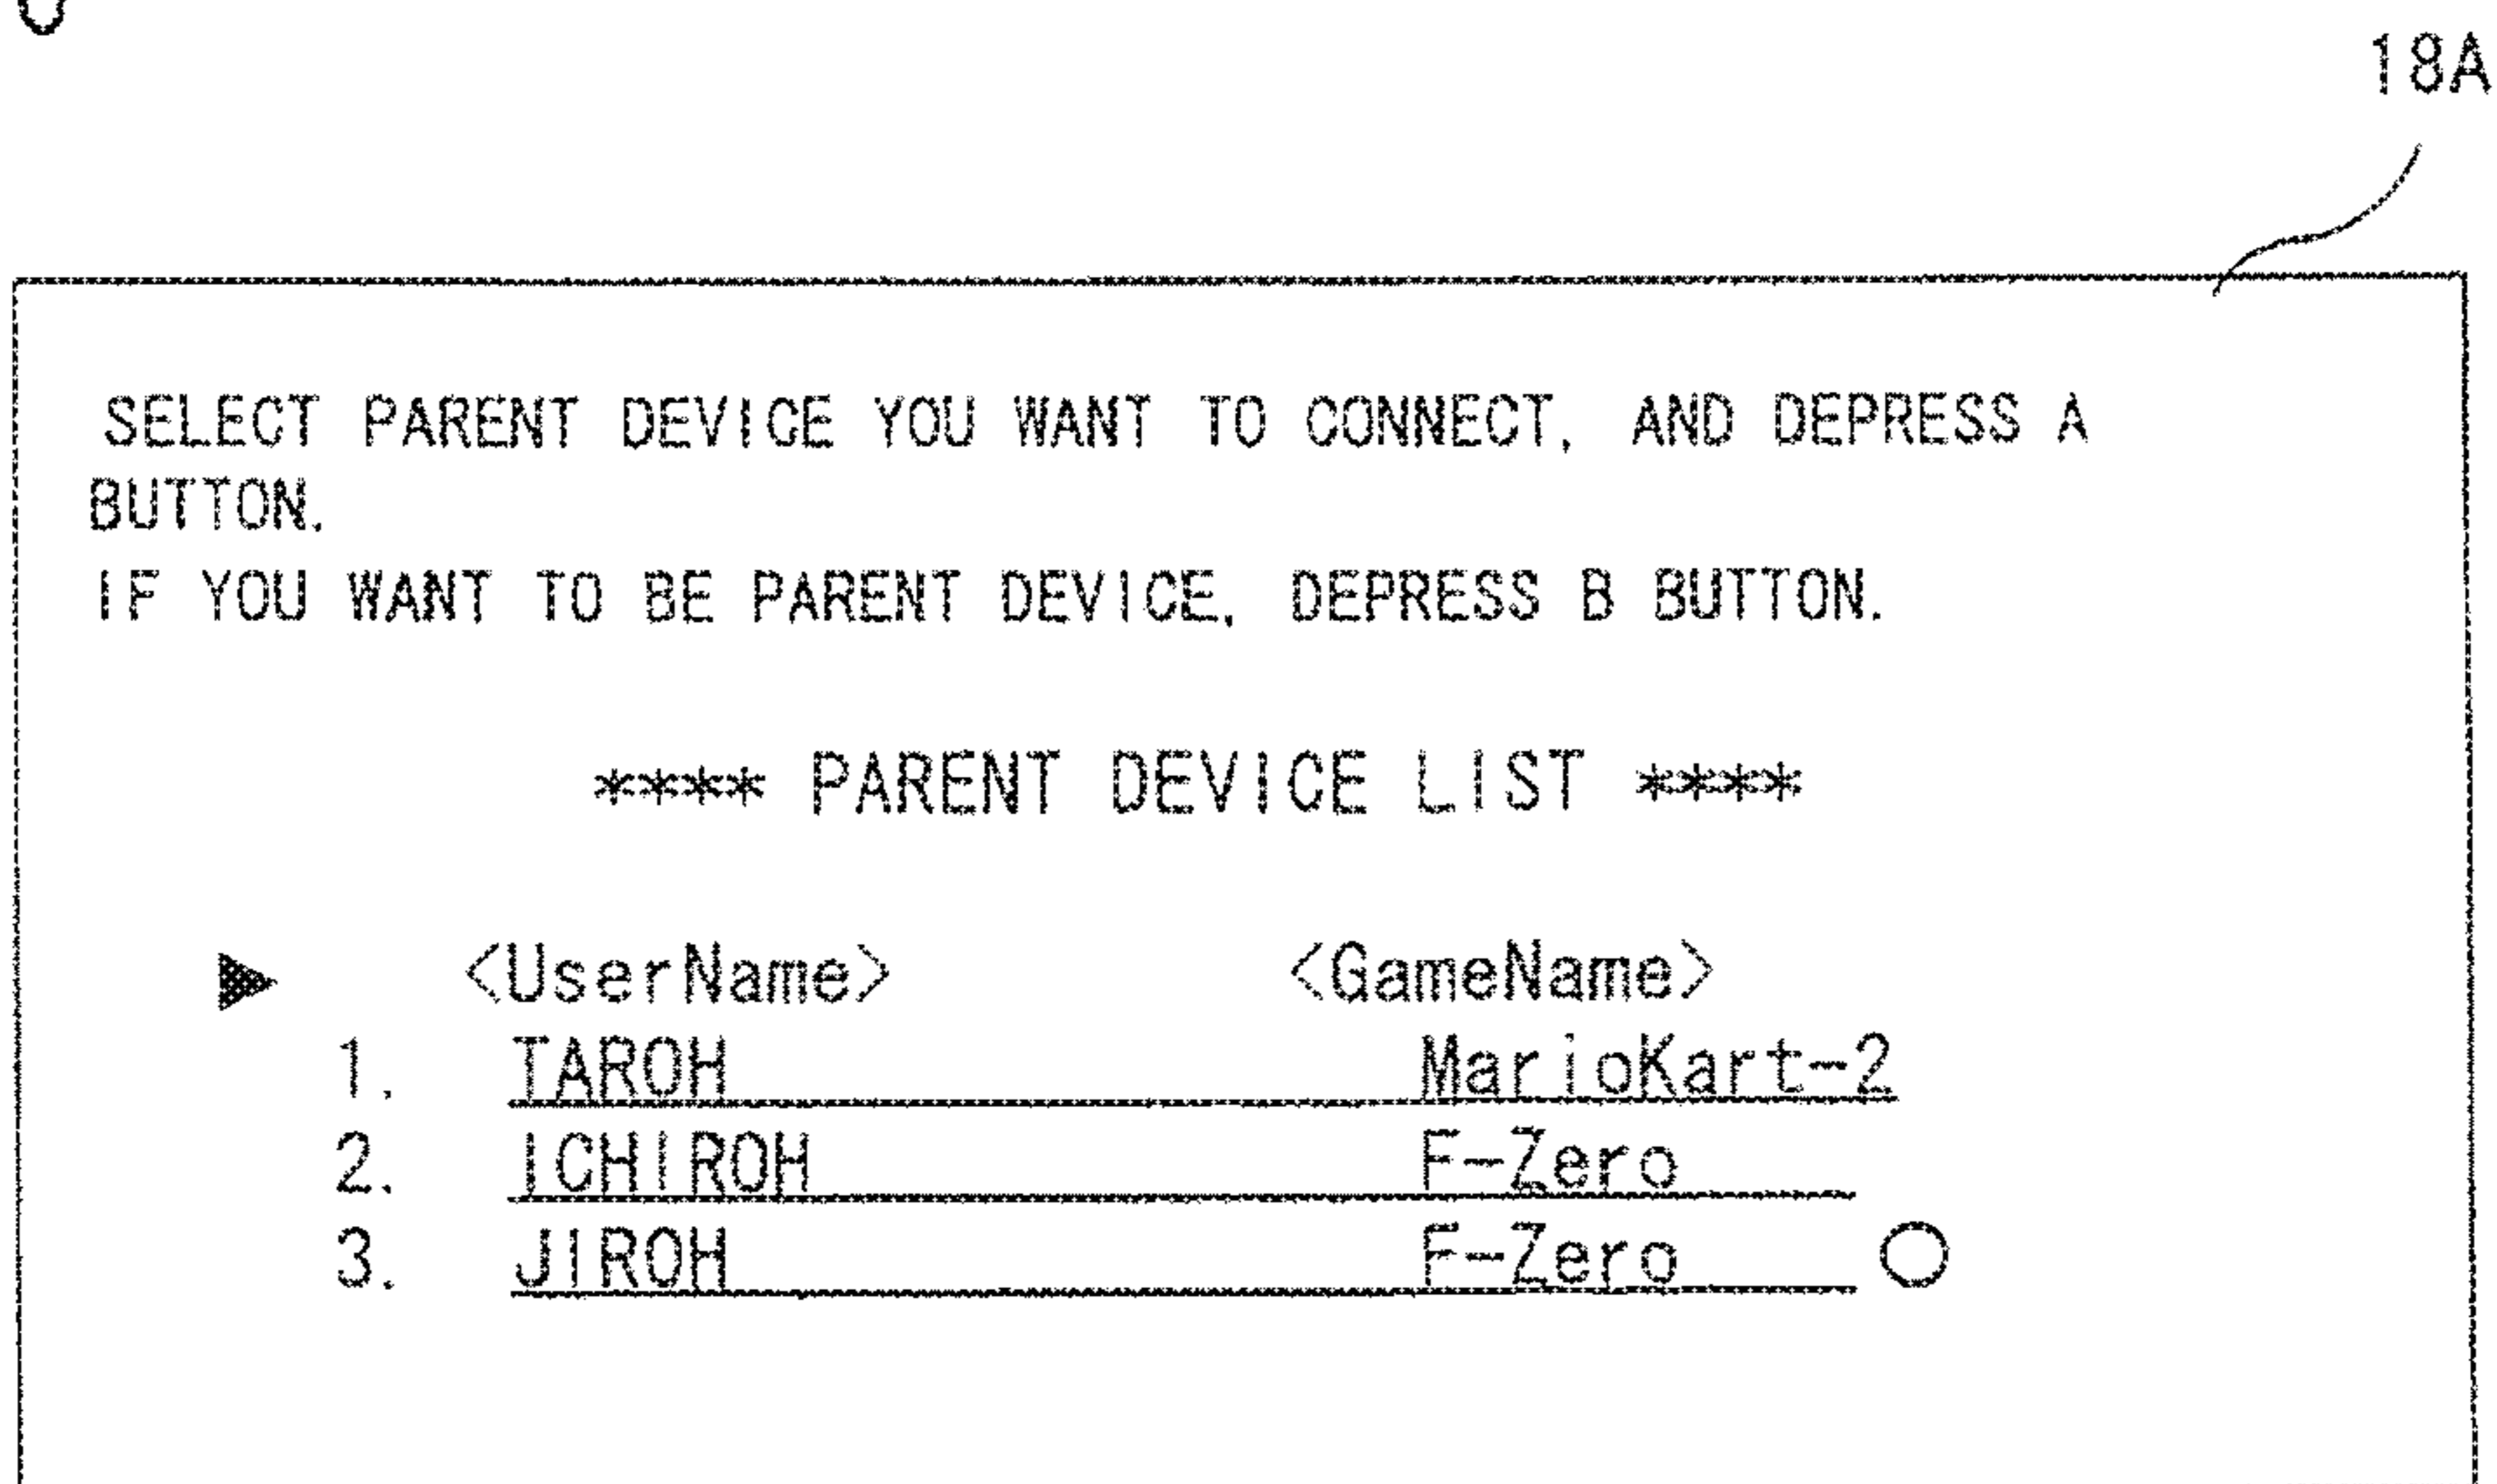 18A
SELECT PARENT DEVICE YOU WANT TO CONNECT, AND DEPRESS A
BUTTON.
IF YOU WANT TO BE PARENT DEVICE, DEPRESS B BUTTON.
**** PARENT DEVICE LIST ****
▶ <UserName> <GameName>
1. TAROH MarioKart-2
2. ICHIROH F-Zero
3. JIROH F-Zero ○